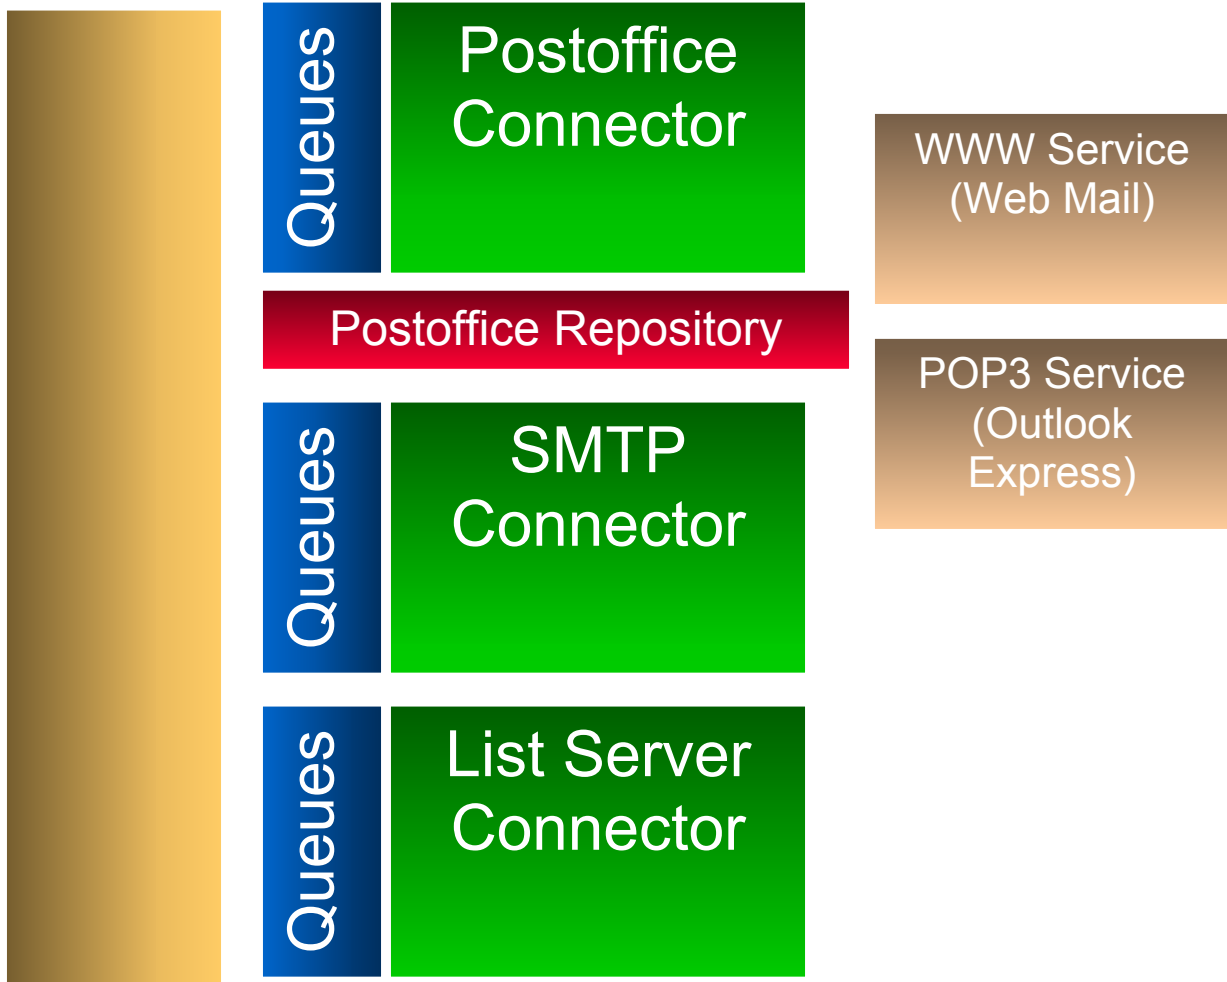 Queues
Postoffice
Connector
WWW Service
(Web Mail)
Postoffice Repository
POP3 Service
(Outlook
Express)
Queues
SMTP
Connector
Queues
List Server
Connector